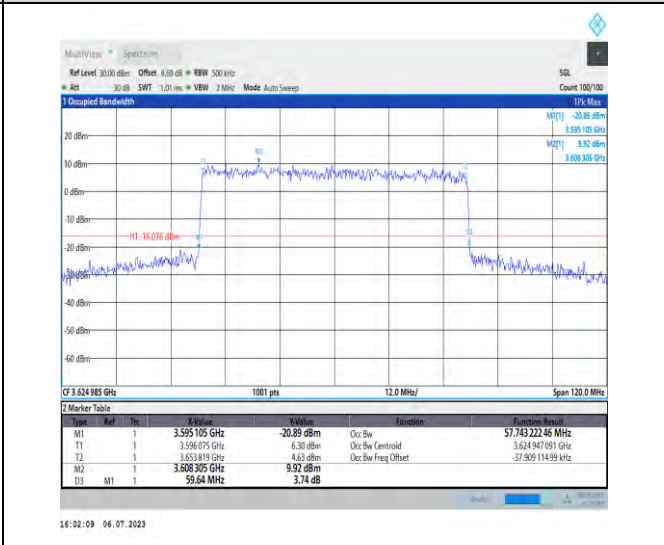 MultiView Spectrum
Ref Level 30.00 dBm Offset 8.69 dB RBW 500 kHz SGL
Att 30 dB SWT 1.01 ms VBW 2 MHz Mode Auto Sweep Count 100/100
1 Occupied Bandwidth 1Pk Max
M1[1] -20.89 dBm
3.595 105 GHz
M2[1] 9.92 dBm
3.608 305 GHz
20 dBm
10 dBm
0 dBm
-10 dBm
H1 -16.076 dBm
-20 dBm
-30 dBm
-40 dBm
-50 dBm
-60 dBm
M2
M1
CF 3.624 985 GHz 1001 pts 12.0 MHz/ Span 120.0 MHz
2 Marker Table
Type Ref Trc X-Value Y-Value Function Function Result
M1 1 3.595 105 GHz -20.89 dBm Occ Bw 57.743 222 46 MHz
T1 1 3.596 075 GHz 6.30 dBm Occ Bw Centroid 3.624 947 091 GHz
T2 1 3.653 819 GHz 4.63 dBm Occ Bw Freq Offset -37.909 114 99 kHz
M2 1 3.608 305 GHz 9.92 dBm
D3 M1 1 59.64 MHz 3.74 dB
16:02:09 06.07.2023